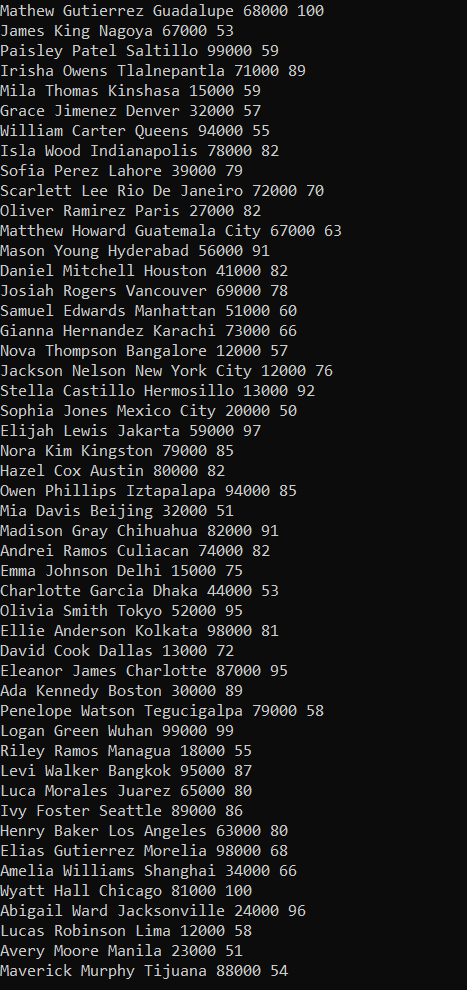 Mathew Gutierrez Guadalupe 68000 100
James King Nagoya 67000 53
Paisley Patel Saltillo 99000 59
Irisha Owens Tlalnepantla 71000 89
Mila Thomas Kinshasa 15000 59
Grace Jimenez Denver 32000 57
William Carter Queens 94000 55
Isla Wood Indianapolis 78000 82
Sofia Perez Lahore 39000 79
Scarlett Lee Rio De Janeiro 72000 70
Oliver Ramirez Paris 27000 82
Matthew Howard Guatemala City 67000 63
Mason Young Hyderabad 56000 91
Daniel Mitchell Houston 41000 82
Josiah Rogers Vancouver 69000 78
Samuel Edwards Manhattan 51000 60
Gianna Hernandez Karachi 73000 66
Nova Thompson Bangalore 12000 57
Jackson Nelson New York City 12000 76
Stella Castillo Hermosillo 13000 92
Sophia Jones Mexico City 20000 50
Elijah Lewis Jakarta 59000 97
Nora Kim Kingston 79000 85
Hazel Cox Austin 80000 82
Owen Phillips Iztapalapa 94000 85
Mia Davis Beijing 32000 51
Madison Gray Chihuahua 82000 91
Andrei Ramos Culiacan 74000 82
Emma Johnson Delhi 15000 75
Charlotte Garcia Dhaka 44000 53
Olivia Smith Tokyo 52000 95
Ellie Anderson Kolkata 98000 81
David Cook Dallas 13000 72
Eleanor James Charlotte 87000 95
Ada Kennedy Boston 30000 89
Penelope Watson Tegucigalpa 79000 58
Logan Green Wuhan 99000 99
Riley Ramos Managua 18000 55
Levi Walker Bangkok 95000 87
Luca Morales Juarez 65000 80
Ivy Foster Seattle 89000 86
Henry Baker Los Angeles 63000 80
Elias Gutierrez Morelia 98000 68
Amelia Williams Shanghai 34000 66
Wyatt Hall Chicago 81000 100
Abigail Ward Jacksonville 24000 96
Lucas Robinson Lima 12000 58
Avery Moore Manila 23000 51
Maverick Murphy Tijuana 88000 54